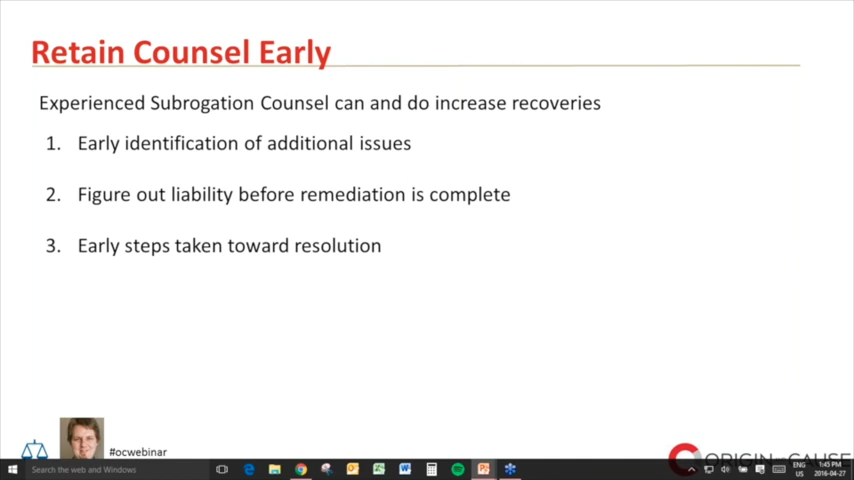 Retain Counsel Early
Experienced Subrogation Counsel can and do increase recoveries
1. Early identification of additional issues
2. Figure out liability before remediation is complete
3. Early steps taken toward resolution
#ocwebinar
ORIGIN AND CAUSE
Search the web and Windows
ENG
US
1:45 PM
2016-04-27